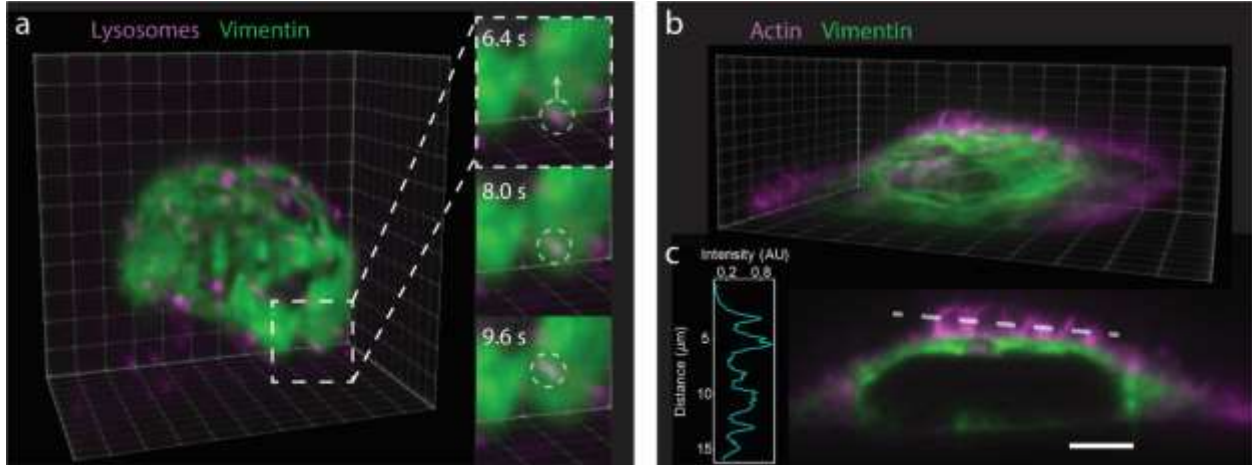 a
Lysosomes Vimentin
6.4 s
8.0 s
9.6 s
b
Actin Vimentin
c
Intensity (AU)
0.2 0.8
Distance (μm)
5
10
15